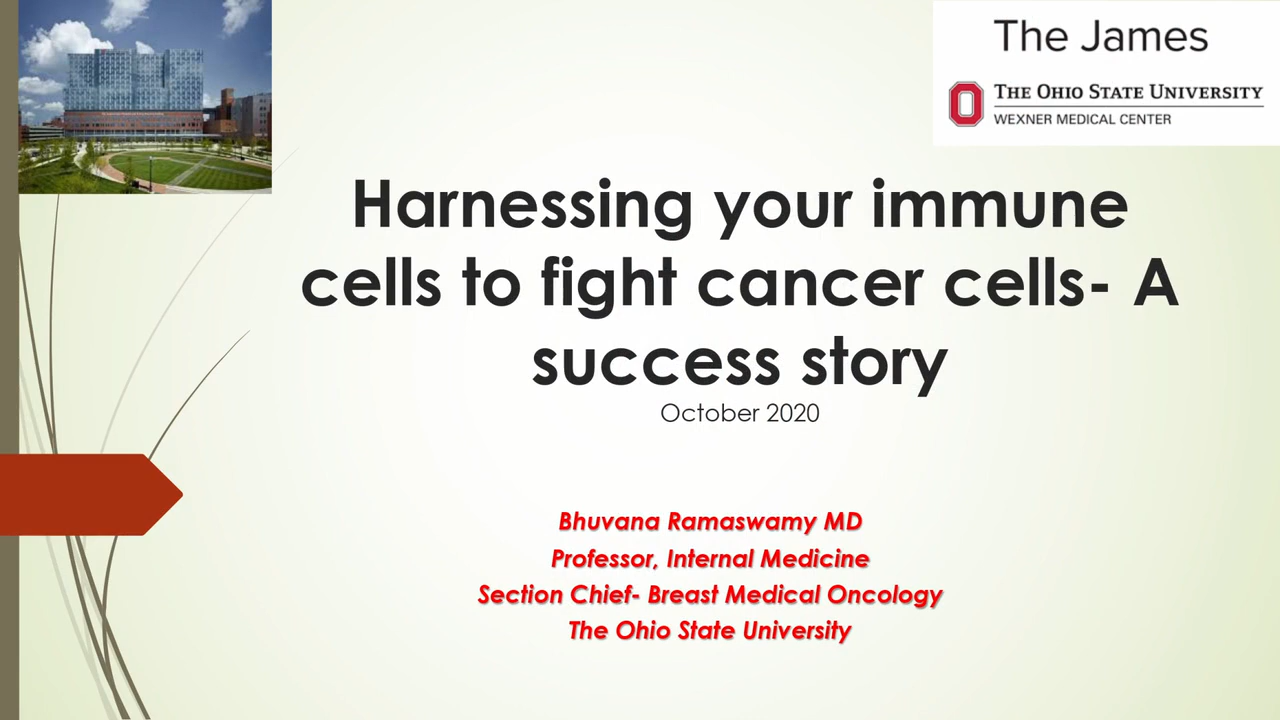 The James
THE OHIO STATE UNIVERSITY
WEXNER MEDICAL CENTER
Harnessing your immune
cells to fight cancer cells- A
success story
October 2020
Bhuvana Ramaswamy MD
Professor, Internal Medicine
Section Chief- Breast Medical Oncology
The Ohio State University